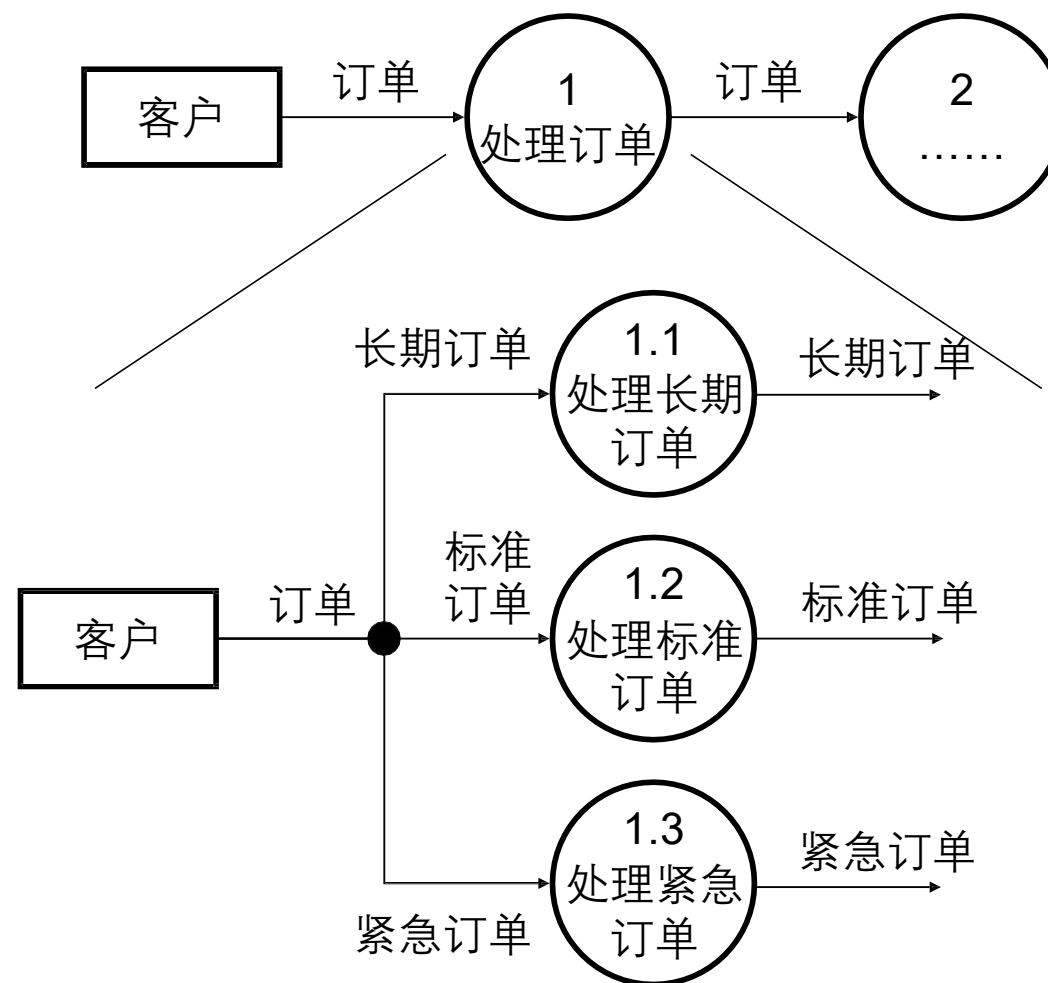 客户
订单
1
处理订单
订单
2
……
长期订单
1.1
处理长期
订单
长期订单
客户
订单
标准
订单
1.2
处理标准
订单
标准订单
紧急订单
1.3
处理紧急
订单
紧急订单